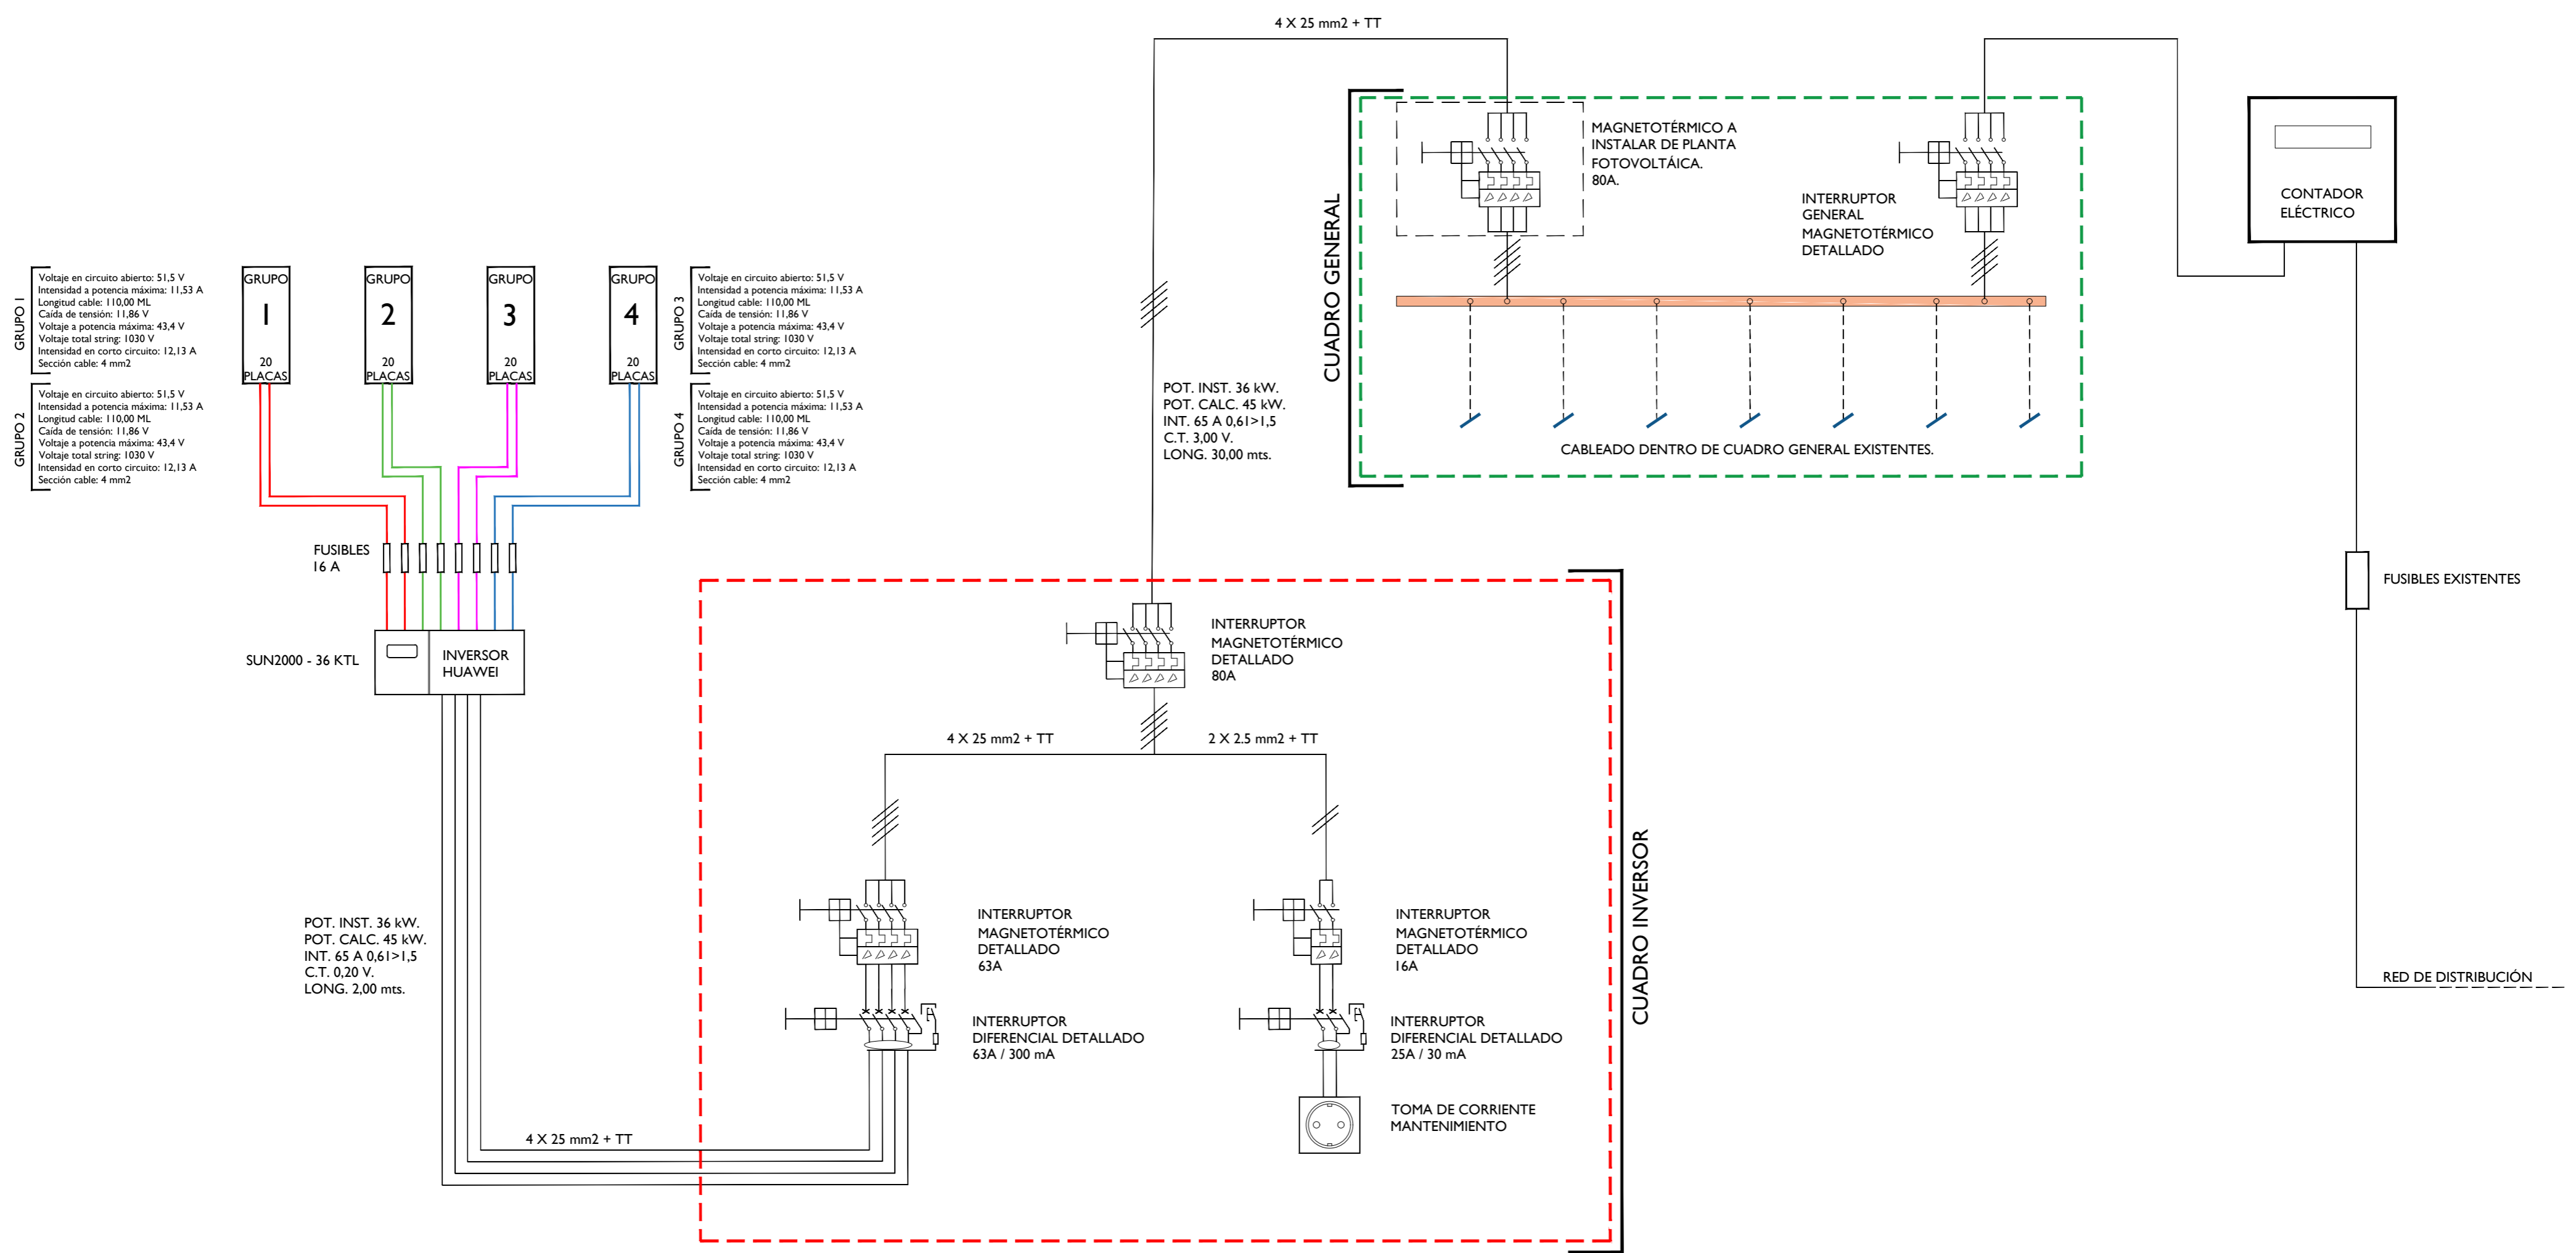 4 X 25 mm2 + TT
CUADRO GENERAL
MAGNETOTÉRMICO A
INSTALAR DE PLANTA
FOTOVOLTÁICA.
80A.
INTERRUPTOR
GENERAL
MAGNETOTÉRMICO
DETALLADO
CONTADOR
ELÉCTRICO
GRUPO 1
Voltaje en circuito abierto: 51,5 V
Intensidad a potencia máxima: 11,53 A
Longitud cable: 110,00 ML
Caída de tensión: 11,86 V
Voltaje a potencia máxima: 43,4 V
Voltaje total string: 1030 V
Intensidad en corto circuito: 12,13 A
Sección cable: 4 mm2
GRUPO 2
Voltaje en circuito abierto: 51,5 V
Intensidad a potencia máxima: 11,53 A
Longitud cable: 110,00 ML
Caída de tensión: 11,86 V
Voltaje a potencia máxima: 43,4 V
Voltaje total string: 1030 V
Intensidad en corto circuito: 12,13 A
Sección cable: 4 mm2
GRUPO
1
20
PLACAS
GRUPO
2
20
PLACAS
GRUPO
3
20
PLACAS
GRUPO
4
20
PLACAS
GRUPO 3
Voltaje en circuito abierto: 51,5 V
Intensidad a potencia máxima: 11,53 A
Longitud cable: 110,00 ML
Caída de tensión: 11,86 V
Voltaje a potencia máxima: 43,4 V
Voltaje total string: 1030 V
Intensidad en corto circuito: 12,13 A
Sección cable: 4 mm2
GRUPO 4
Voltaje en circuito abierto: 51,5 V
Intensidad a potencia máxima: 11,53 A
Longitud cable: 110,00 ML
Caída de tensión: 11,86 V
Voltaje a potencia máxima: 43,4 V
Voltaje total string: 1030 V
Intensidad en corto circuito: 12,13 A
Sección cable: 4 mm2
POT. INST. 36 kW.
POT. CALC. 45 kW.
INT. 65 A 0,61>1,5
C.T. 3,00 V.
LONG. 30,00 mts.
CABLEADO DENTRO DE CUADRO GENERAL EXISTENTES.
FUSIBLES
16 A
FUSIBLES EXISTENTES
SUN2000 - 36 KTL
INVERSOR
HUAWEI
INTERRUPTOR
MAGNETOTÉRMICO
DETALLADO
80A
4 X 25 mm2 + TT
2 X 2.5 mm2 + TT
CUADRO INVERSOR
POT. INST. 36 kW.
POT. CALC. 45 kW.
INT. 65 A 0,61>1,5
C.T. 0,20 V.
LONG. 2,00 mts.
INTERRUPTOR
MAGNETOTÉRMICO
DETALLADO
63A
INTERRUPTOR
MAGNETOTÉRMICO
DETALLADO
16A
RED DE DISTRIBUCIÓN
INTERRUPTOR
DIFERENCIAL DETALLADO
63A / 300 mA
INTERRUPTOR
DIFERENCIAL DETALLADO
25A / 30 mA
TOMA DE CORRIENTE
MANTENIMIENTO
4 X 25 mm2 + TT